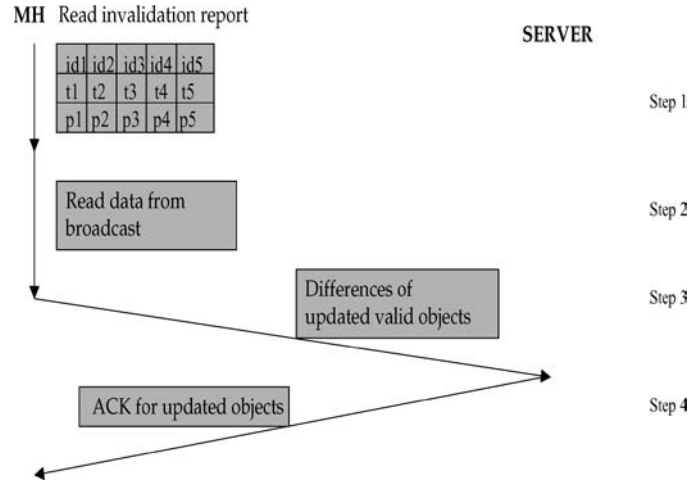 MH Read invalidation report
SERVER
id1 id2 id3 id4 id5
t1 t2 t3 t4 t5
p1 p2 p3 p4 p5
Step 1
Read data from
broadcast
Step 2
Differences of
updated valid objects
Step 3
ACK for updated objects
Step 4